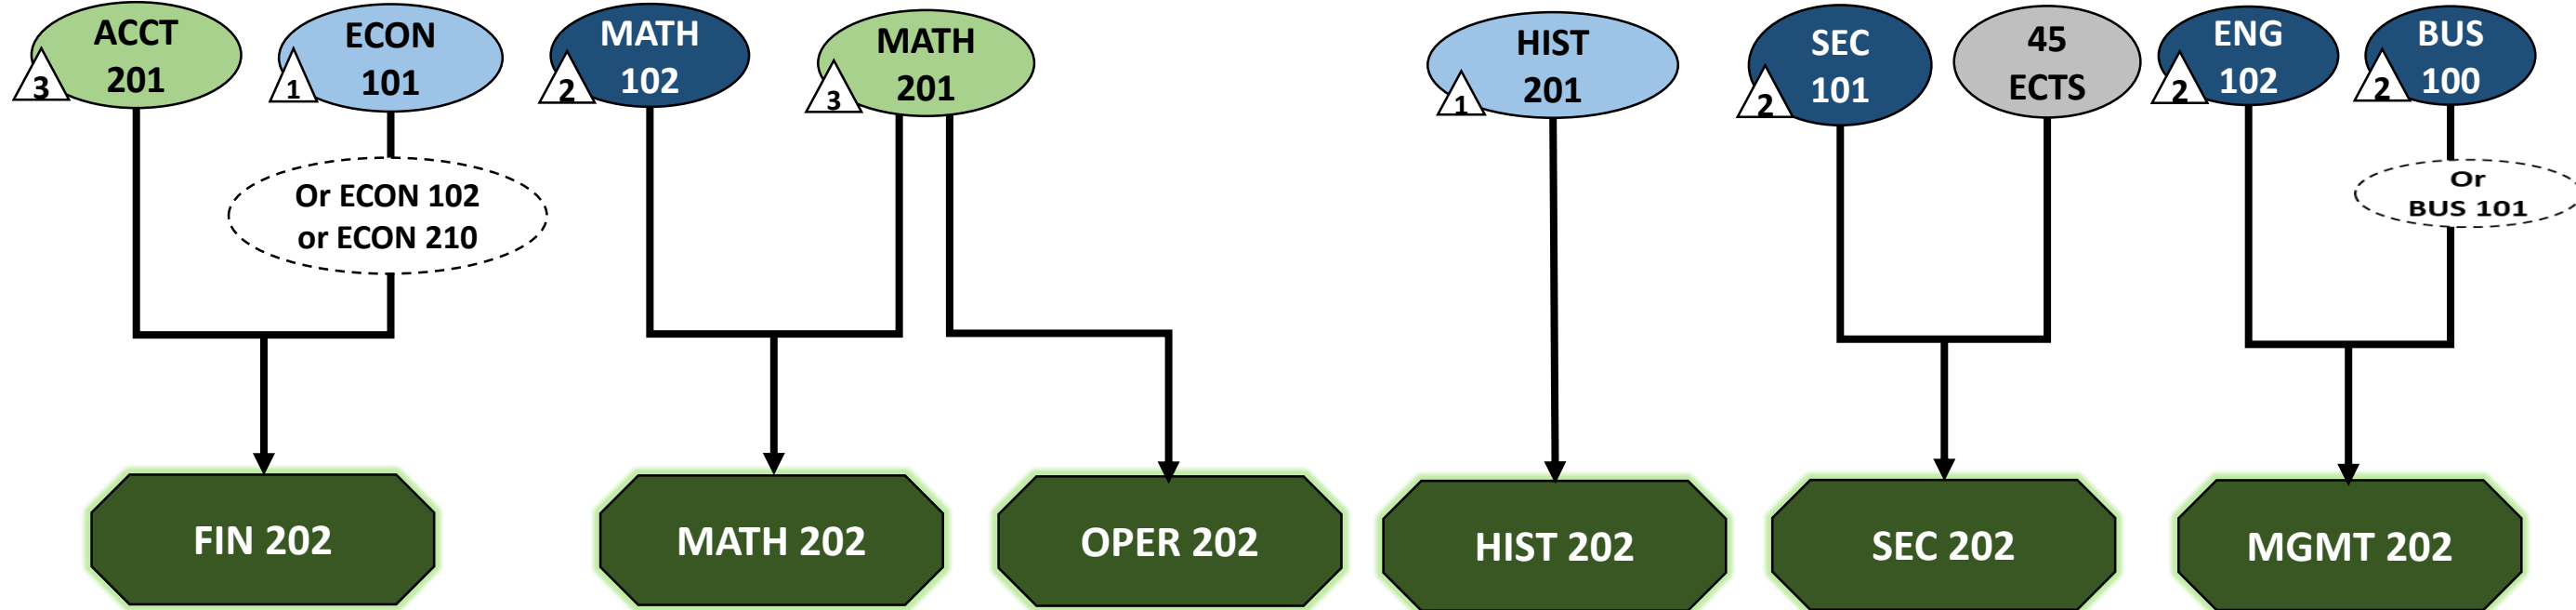 ACCT
201
3
ECON
101
1
Or ECON 102
or ECON 210
MATH
102
2
MATH
201
3
HIST
201
1
SEC
101
2
45
ECTS
ENG
102
2
BUS
100
2
Or
BUS 101
FIN 202
MATH 202
OPER 202
HIST 202
SEC 202
MGMT 202